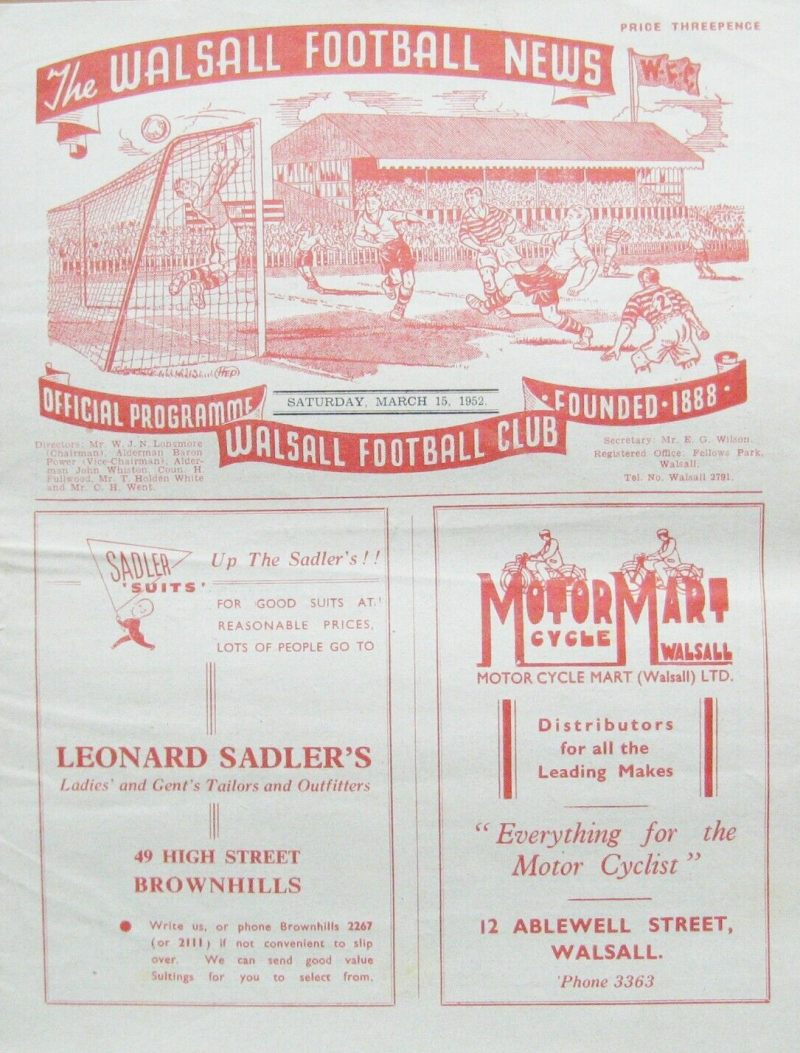 PRICE THREEPENCE
The WALSALL FOOTBALL NEWS
W.F.C.
2
OFFICIAL PROGRAMME
SATURDAY, MARCH 15, 1952.
FOUNDED · 1888 ·
WALSALL FOOTBALL CLUB
Directors: Mr. W. J. N. Longmore
(Chairman), Alderman Baron
Power (Vice-Chairman), Alder-
man John Whiston, Coun. H.
Fullwood, Mr. T. Holden White
and Mr. C. H. Went.
Secretary: Mr. E. G. Wilson.
Registered Office: Fellows Park,
Walsall.
Tel. No. Walsall 2791.
SADLER
'SUITS'
Up The Sadler's!!
FOR GOOD SUITS AT
REASONABLE PRICES,
LOTS OF PEOPLE GO TO
LEONARD SADLER'S
Ladies' and Gent's Tailors and Outfitters
49 HIGH STREET
BROWNHILLS
● Write us, or phone Brownhills 2267
(or 2111) if not convenient to slip
over. We can send good value
Suitings for you to select from.
MOTOR CYCLE MART
WALSALL
MOTOR CYCLE MART (Walsall) LTD.
Distributors
for all the
Leading Makes
"Everything for the
Motor Cyclist"
12 ABLEWELL STREET,
WALSALL.
'Phone 3363